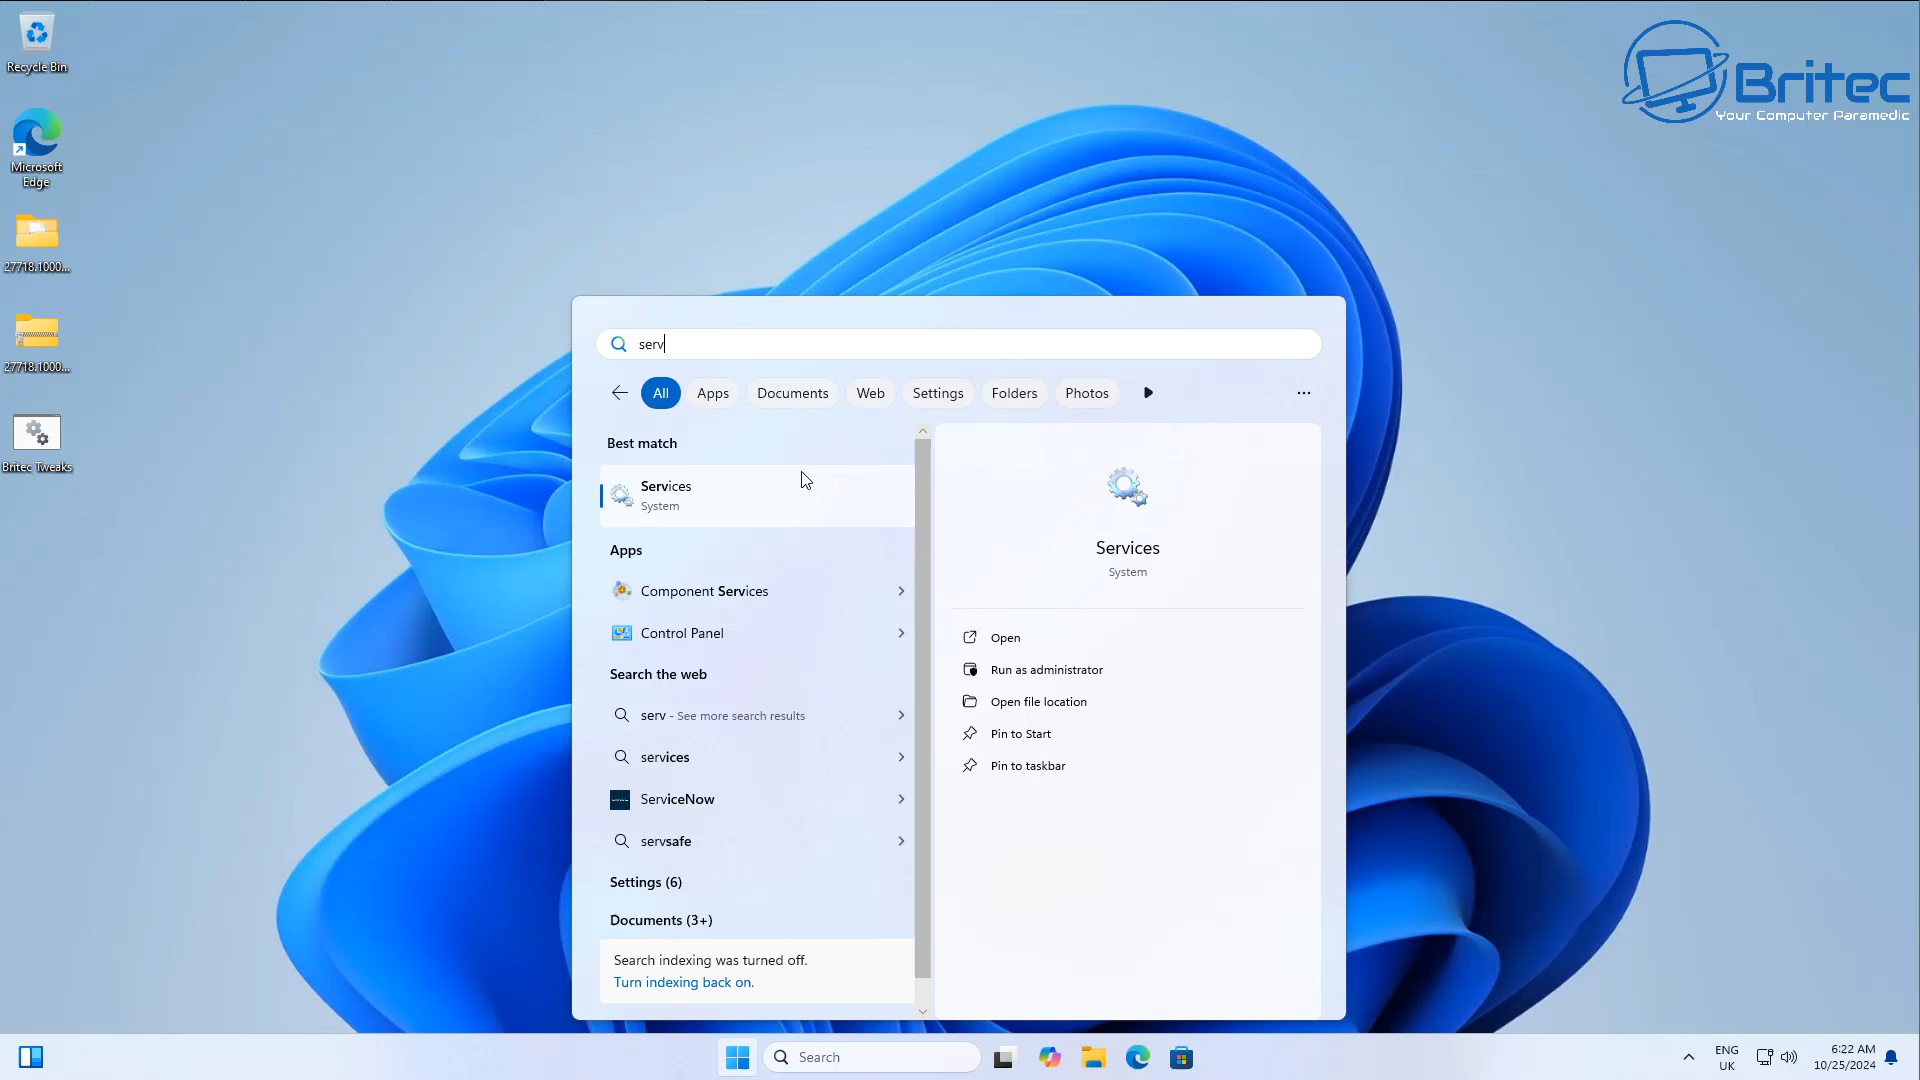 Recycle Bin
Microsoft
Edge
27718.1000...
27718.1000...
Britec Tweaks
Britec
Your Computer Paramedic
serv
All
Apps
Documents
Web
Settings
Folders
Photos
Best match
Services
System
Apps
Component Services
Control Panel
Search the web
serv - See more search results
services
ServiceNow
servsafe
Settings (6)
Documents (3+)
Search indexing was turned off.
Turn indexing back on.
Services
System
Open
Run as administrator
Open file location
Pin to Start
Pin to taskbar
Search
ENG
UK
6:22 AM
10/25/2024